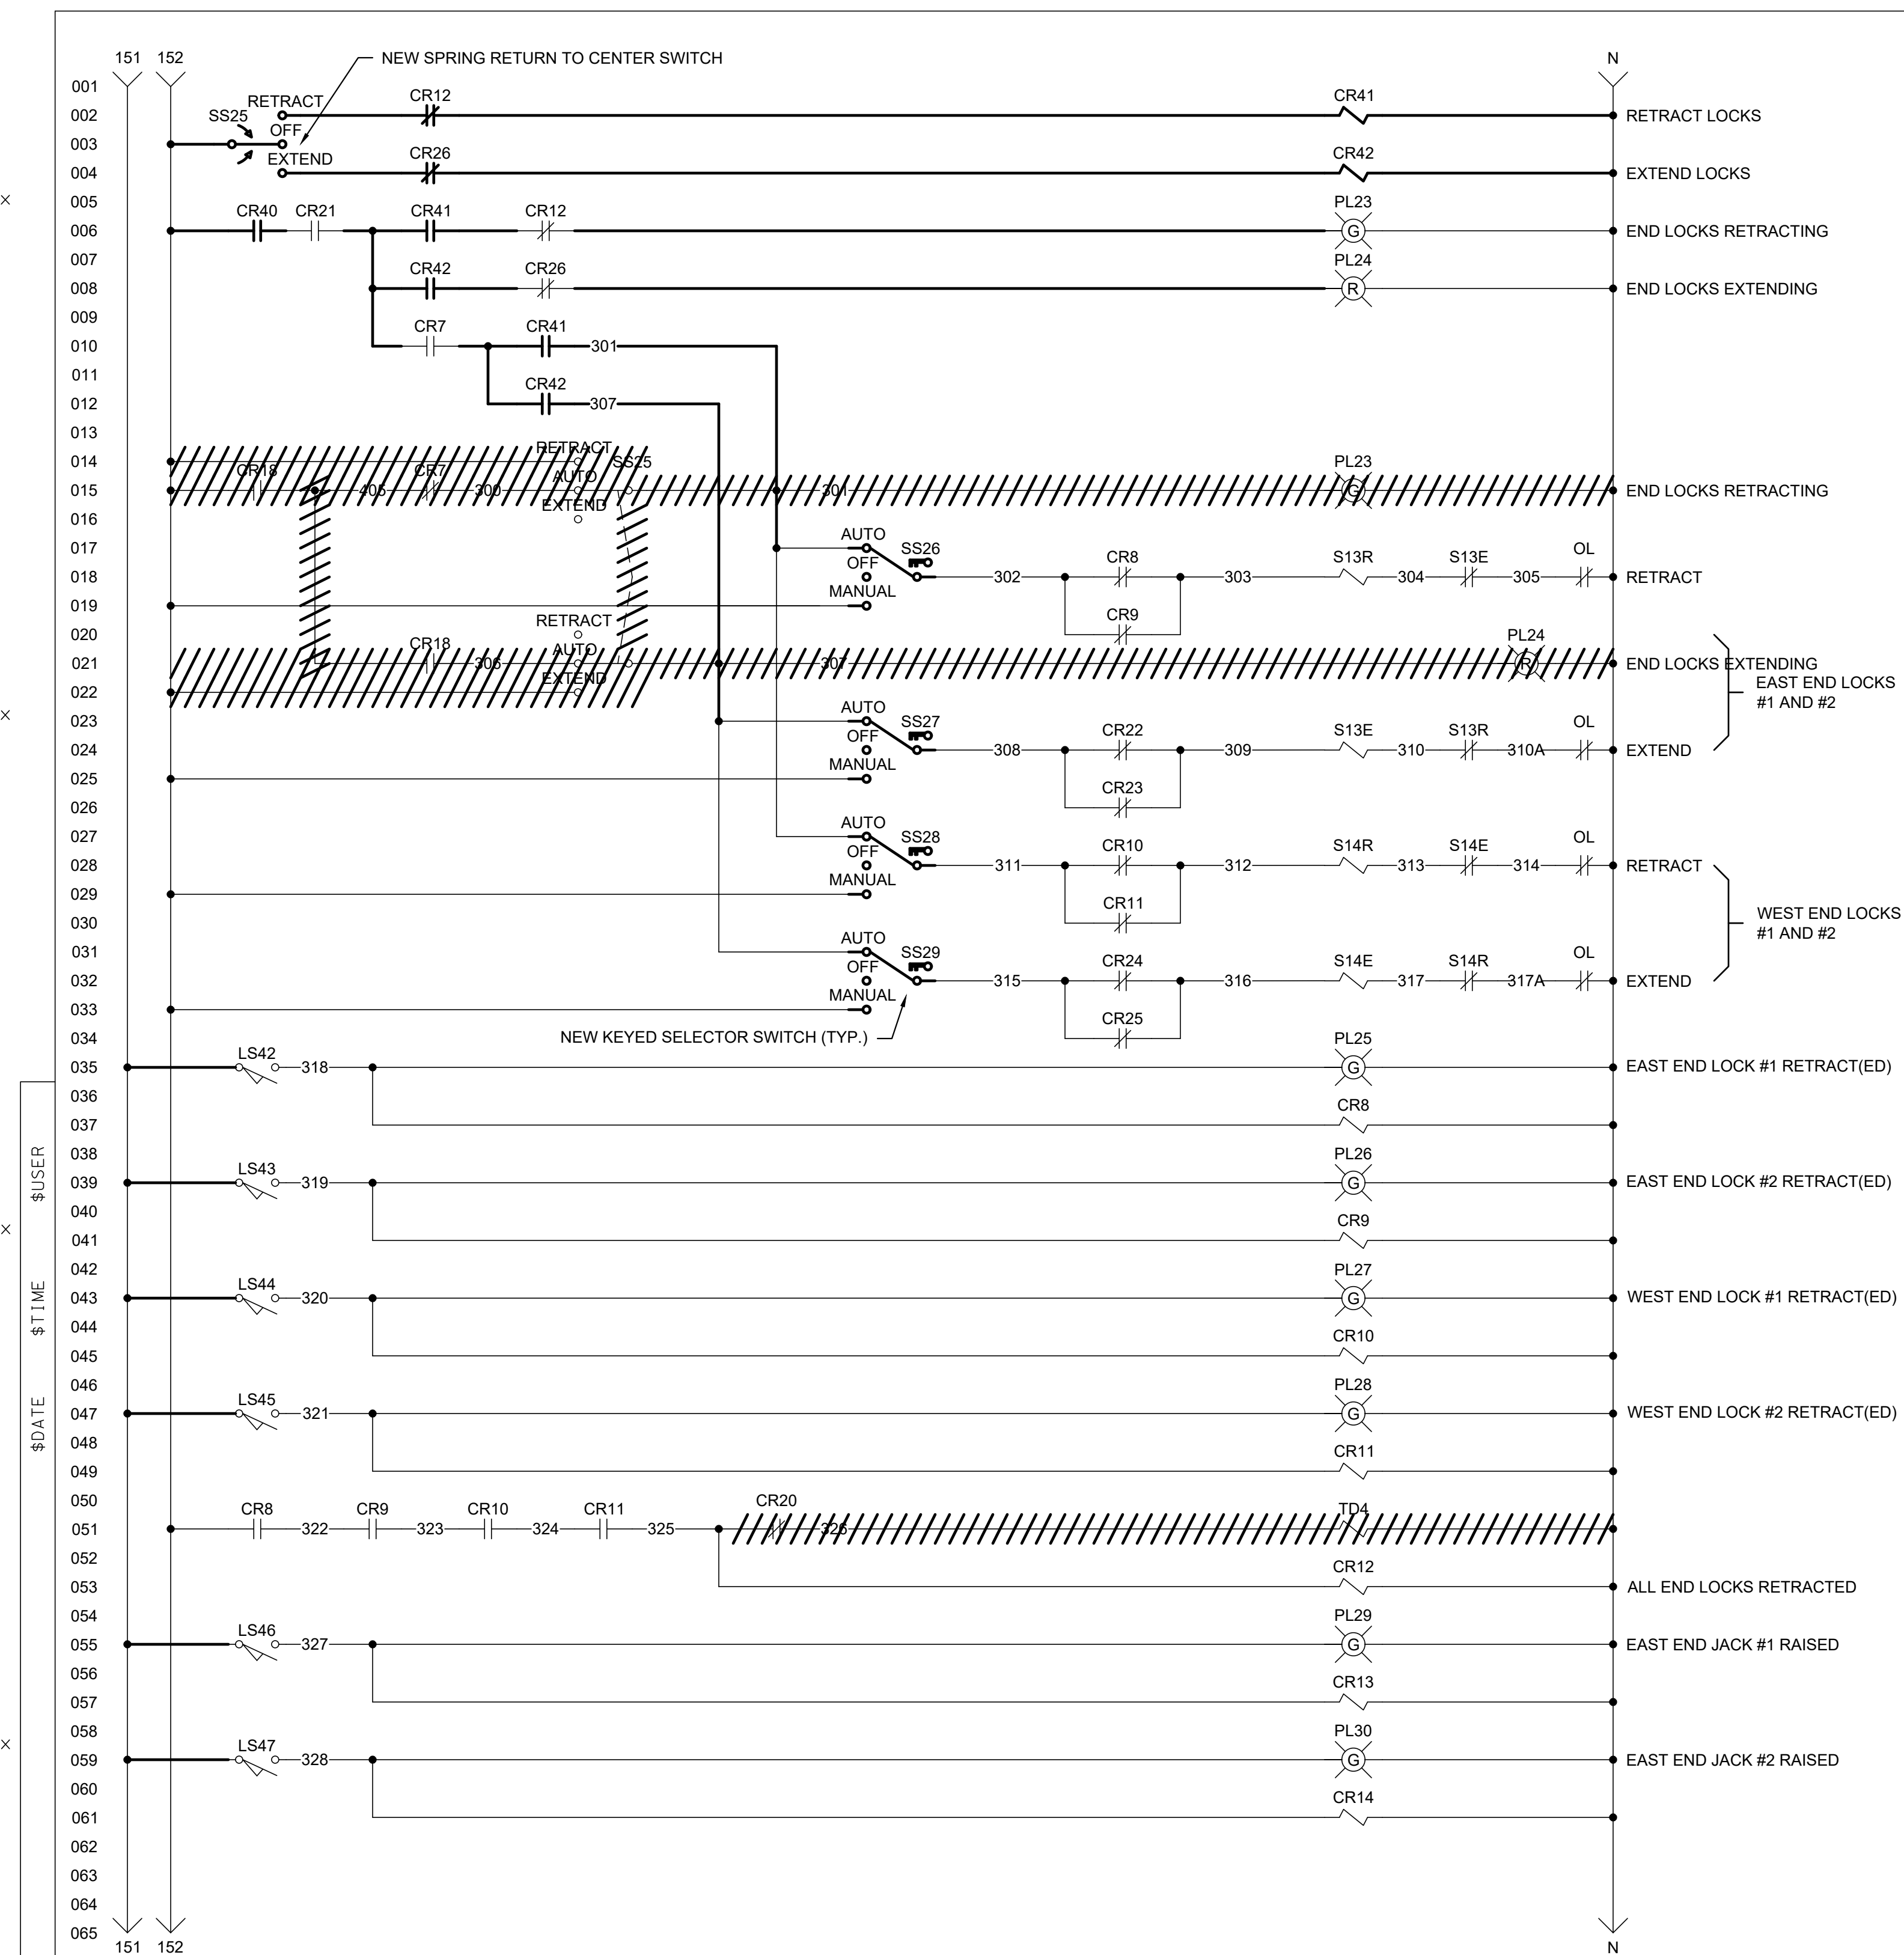 151 152 N
NEW SPRING RETURN TO CENTER SWITCH
001
RETRACT CR12 CR41
002 RETRACT LOCKS
SS25 OFF
003
EXTEND CR26 CR42
004 EXTEND LOCKS
005 PL23
CR40 CR21 CR41 CR12
006 G END LOCKS RETRACTING
007 PL24
CR42 CR26
008 R END LOCKS EXTENDING
009
CR7 CR41
010 301
011
CR42
012 307
013
RETRACT
014 SS25 PL23
CR18 CR7 AUTO
015 405 300 301 G END LOCKS RETRACTING
EXTEND
016
AUTO SS26
017 OFF CR8 S13R S13E OL
018 302 303 304 305 RETRACT
MANUAL
019
RETRACT CR9
020 PL24
CR18 AUTO
021 306 307 R END LOCKS EXTENDING
EXTEND
022 EAST END LOCKS
#1 AND #2
AUTO SS27
023 OFF CR22 S13E S13R OL
024 308 309 310 310A EXTEND
MANUAL
025
CR23
026
AUTO SS28
027 OFF CR10 S14R S14E OL
028 311 312 313 314 RETRACT
MANUAL
029
CR11
030 WEST END LOCKS
#1 AND #2
AUTO SS29
031 OFF CR24 S14E S14R OL
032 315 316 317 317A EXTEND
MANUAL
033
CR25
NEW KEYED SELECTOR SWITCH (TYP.)
034 PL25
LS42
035 318 G EAST END LOCK #1 RETRACT(ED)
036
CR8
037
038 PL26
LS43
039 319 G EAST END LOCK #2 RETRACT(ED)
040
CR9
041
042 PL27
LS44
043 320 G WEST END LOCK #1 RETRACT(ED)
044
CR10
045
046 PL28
LS45
047 321 G WEST END LOCK #2 RETRACT(ED)
048
CR11
049
050
CR8 CR9 CR10 CR11 CR20 TD4
051 322 323 324 325 326
052
CR12
053 ALL END LOCKS RETRACTED
054 PL29
LS46
055 327 G EAST END JACK #1 RAISED
056
CR13
057
058 PL30
LS47
059 328 G EAST END JACK #2 RAISED
060
CR14
061
062
063
064
065
151 152 N
$USER
$TIME
$DATE